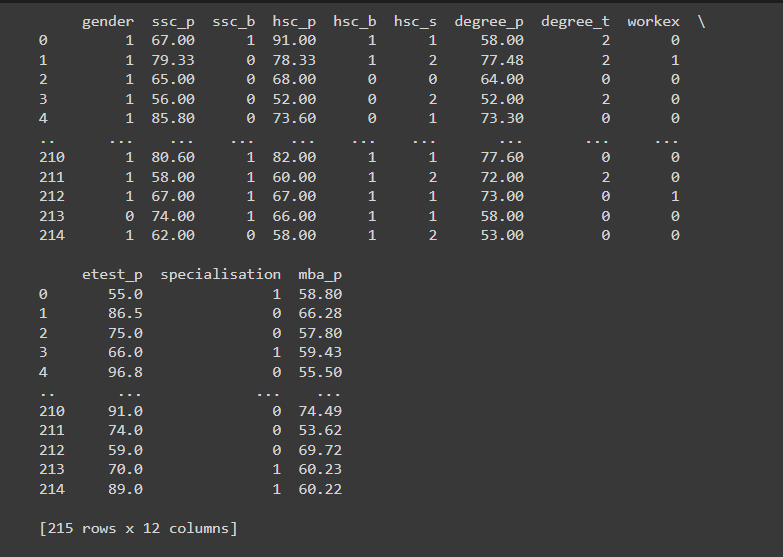 gender  ssc_p  ssc_b  hsc_p  hsc_b  hsc_s  degree_p  degree_t  workex  \
0         1  67.00      1  91.00      1      1     58.00         2       0
1         1  79.33      0  78.33      1      2     77.48         2       1
2         1  65.00      0  68.00      0      0     64.00         0       0
3         1  56.00      0  52.00      0      2     52.00         2       0
4         1  85.80      0  73.60      0      1     73.30         0       0
..      ...    ...    ...    ...    ...    ...       ...       ...     ...
210       1  80.60      1  82.00      1      1     77.60         0       0
211       1  58.00      1  60.00      1      2     72.00         2       0
212       1  67.00      1  67.00      1      1     73.00         0       1
213       0  74.00      1  66.00      1      1     58.00         0       0
214       1  62.00      0  58.00      1      2     53.00         0       0

     etest_p  specialisation  mba_p
0       55.0               1  58.80
1       86.5               0  66.28
2       75.0               0  57.80
3       66.0               1  59.43
4       96.8               0  55.50
..       ...             ...    ...
210     91.0               0  74.49
211     74.0               0  53.62
212     59.0               0  69.72
213     70.0               1  60.23
214     89.0               1  60.22

[215 rows x 12 columns]